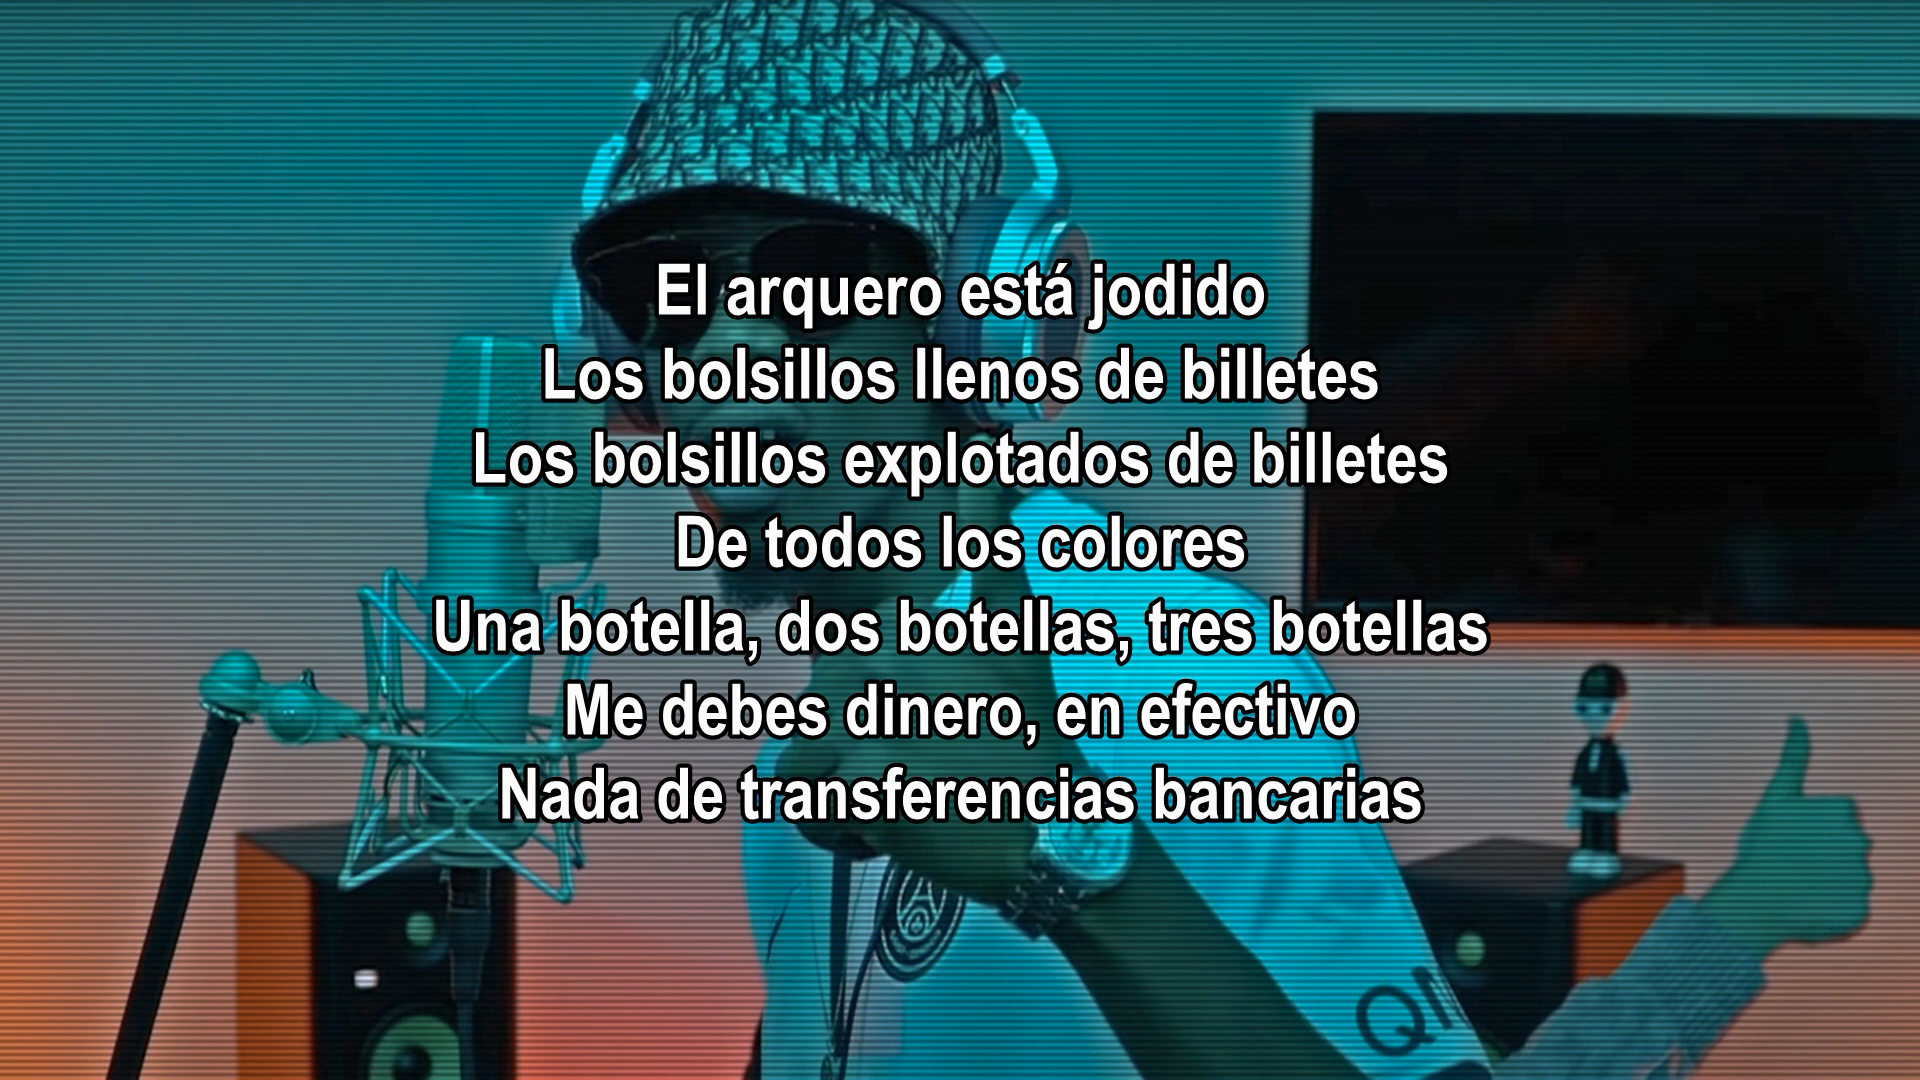 El arquero está jodido
Los bolsillos llenos de billetes
Los bolsillos explotados de billetes
De todos los colores
Una botella, dos botellas, tres botellas
Me debes dinero, en efectivo
Nada de transferencias bancarias